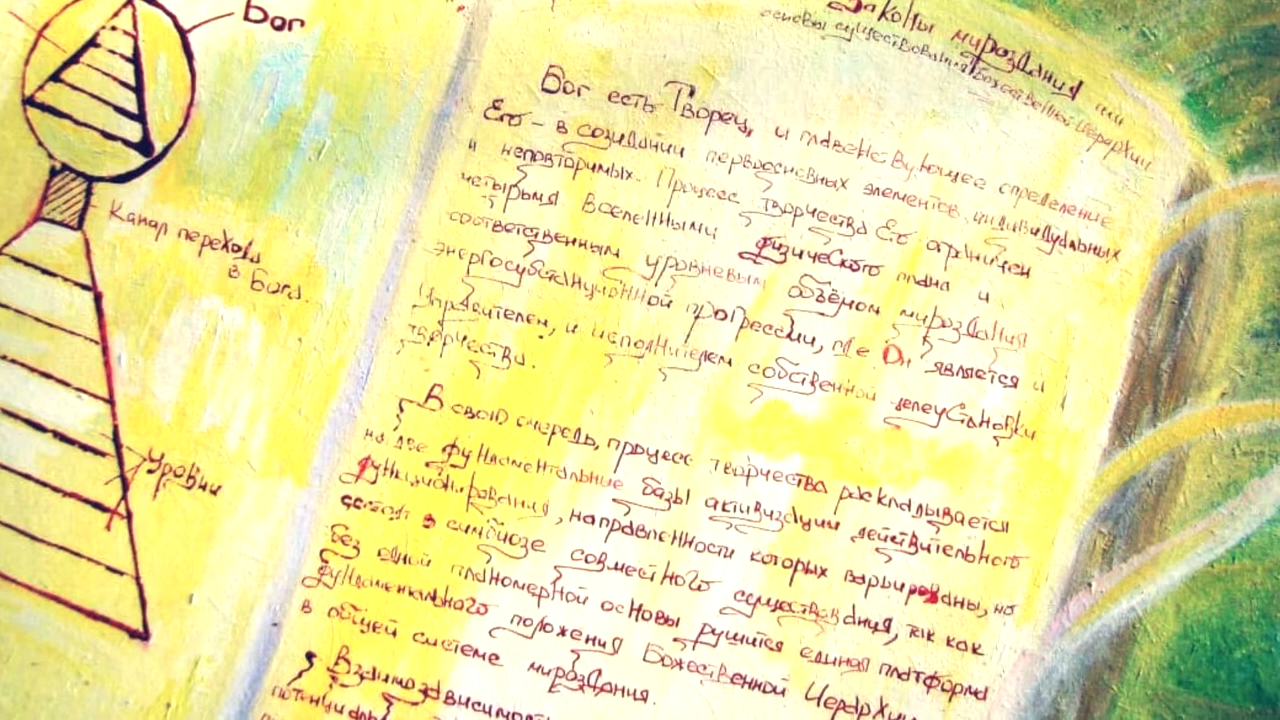 Бог
Канал перехода
в Бога.
Уровни
Законы мироздания или
основы существования Божественной Иерархии
Бог есть Творец, и главенствующее определение
Его - в созидании первоосновных элементов индивидуальных
и неповторимых. Процесс творчества Его ограничен
четырьмя Вселенными физического плана и
соответственным уровневым объёмом мироздания
энергосубстанционной прогрессии, где Он является и
Управителем, и исполнителем собственной целеустановки
творчества.
В свою очередь, процесс творчества раскладывается
на две фундаментальные базы активизации действительного
функционирования, направленности которых варьированы, но
состоят в симбиозе совместного существования, так как
без одной планомерной основы рушится единая платформа
фундаментального положения Божественной Иерархии
в общей системе мироздания.